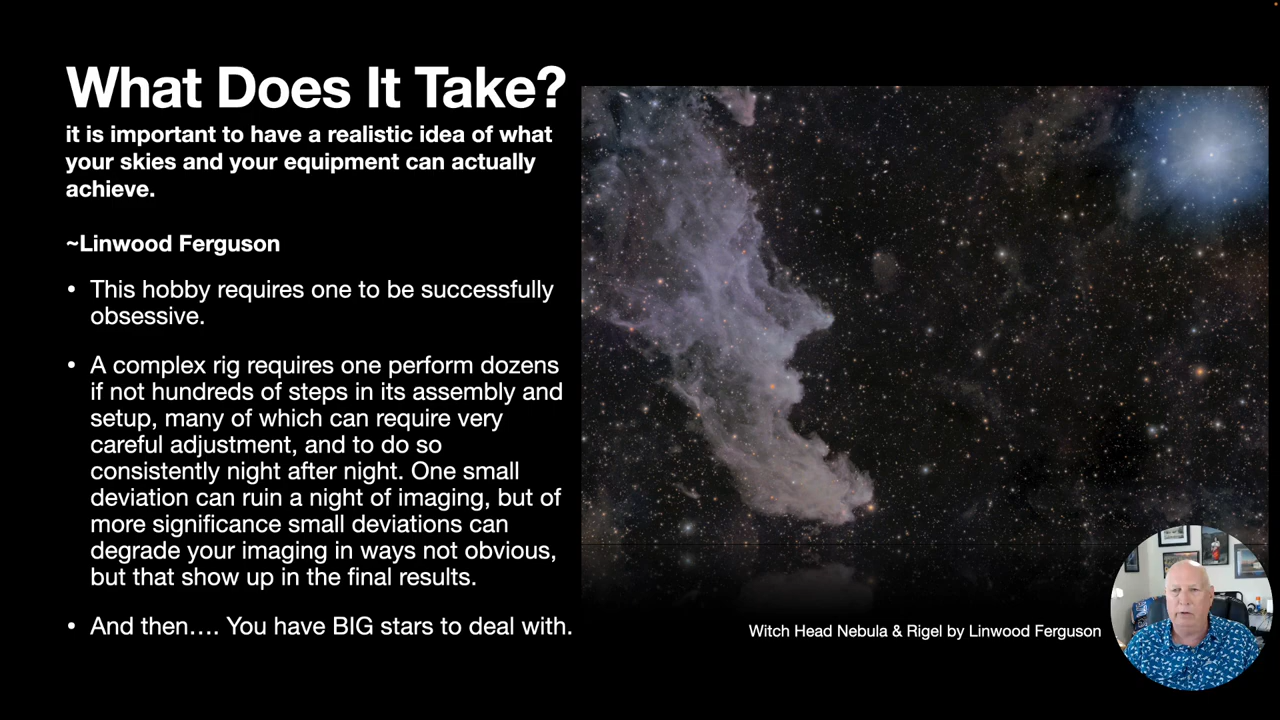 What Does It Take?
it is important to have a realistic idea of what
your skies and your equipment can actually
achieve.
~Linwood Ferguson
• This hobby requires one to be successfully
obsessive.
• A complex rig requires one perform dozens
if not hundreds of steps in its assembly and
setup, many of which can require very
careful adjustment, and to do so
consistently night after night. One small
deviation can ruin a night of imaging, but of
more significance small deviations can
degrade your imaging in ways not obvious,
but that show up in the final results.
• And then…. You have BIG stars to deal with.
Witch Head Nebula & Rigel by Linwood Ferguson